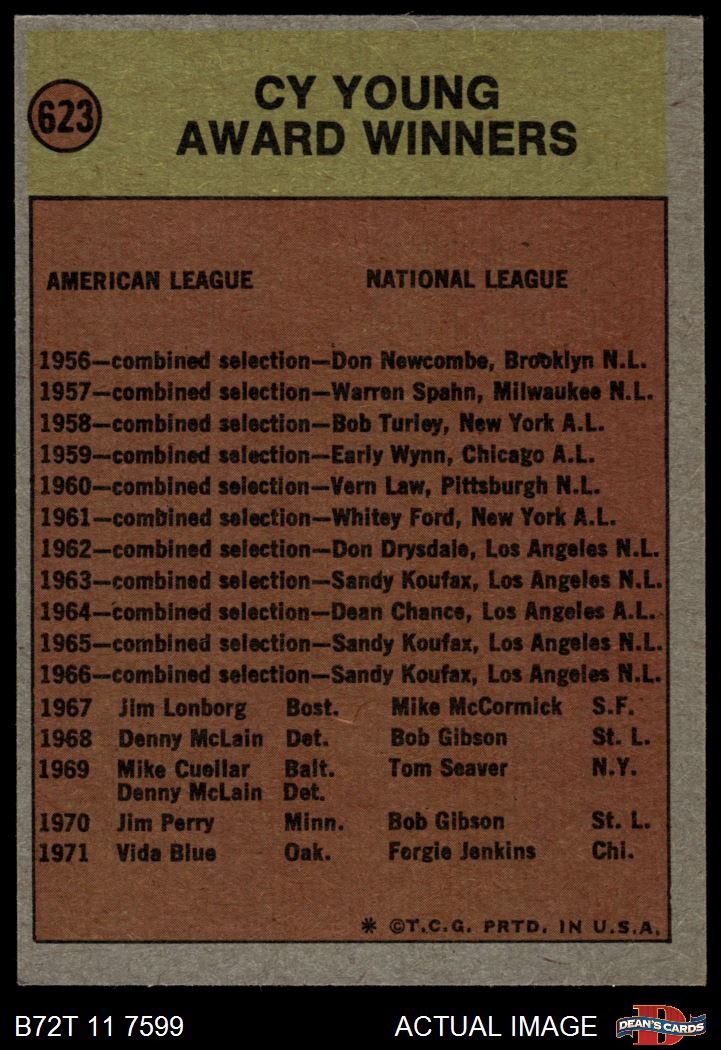 623
CY YOUNG
AWARD WINNERS
AMERICAN LEAGUE NATIONAL LEAGUE
1956—combined selection—Don Newcombe, Brooklyn N.L.
1957—combined selection—Warren Spahn, Milwaukee N.L.
1958—combined selection—Bob Turley, New York A.L.
1959—combined selection—Early Wynn, Chicago A.L.
1960—combined selection—Vern Law, Pittsburgh N.L.
1961—combined selection—Whitey Ford, New York A.L.
1962—combined selection—Don Drysdale, Los Angeles N.L.
1963—combined selection—Sandy Koufax, Los Angeles N.L.
1964—combined selection—Dean Chance, Los Angeles A.L.
1965—combined selection—Sandy Koufax, Los Angeles N.L.
1966—combined selection—Sandy Koufax, Los Angeles N.L.
1967 Jim Lonborg Bost. Mike McCormick S.F.
1968 Denny McLain Det. Bob Gibson St. L.
1969 Mike Cuellar Balt. Tom Seaver N.Y.
Denny McLain Det.
1970 Jim Perry Minn. Bob Gibson St. L.
1971 Vida Blue Oak. Fergie Jenkins Chi.
* ©T.C.G. PRTD. IN U.S.A.
B72T 11 7599 ACTUAL IMAGE DEAN'S CARDS